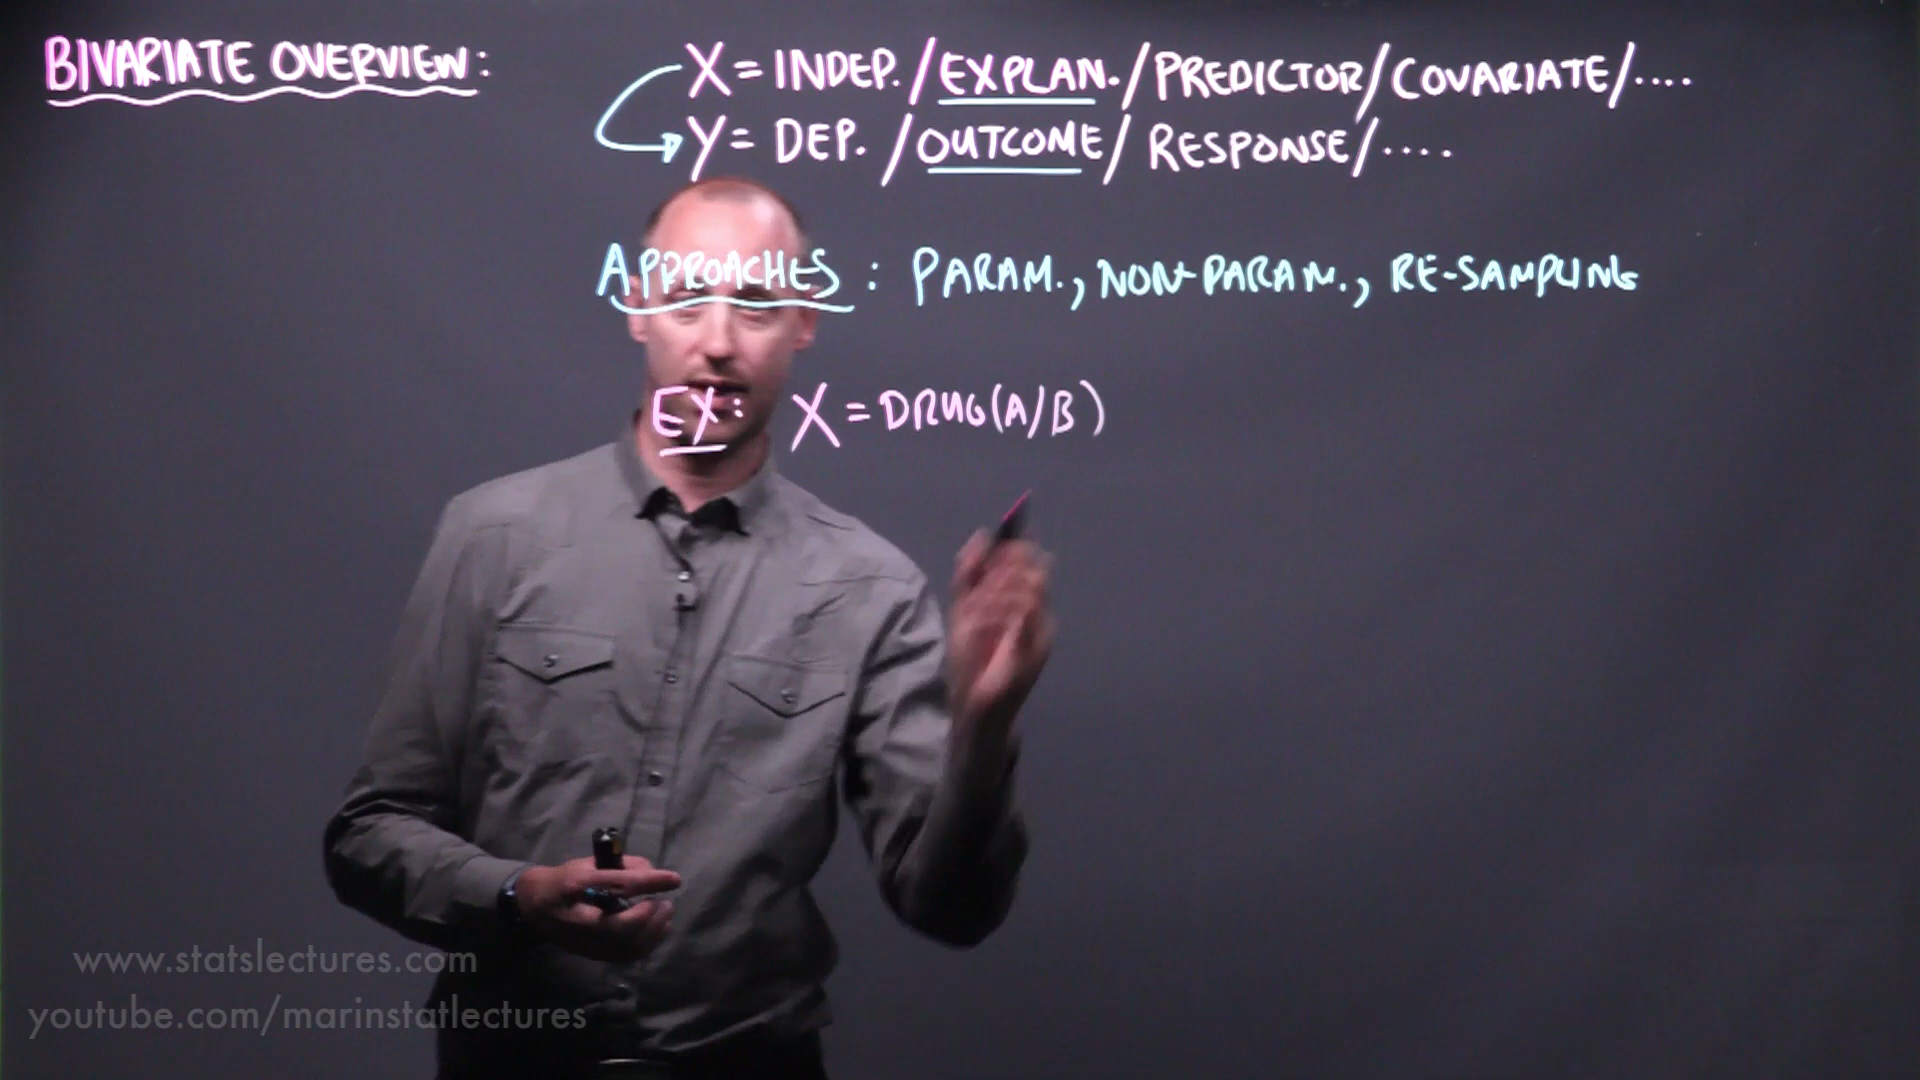 BIVARIATE OVERVIEW:
X = INDEP. / EXPLAN. / PREDICTOR / COVARIATE / ....
Y = DEP. / OUTCOME / RESPONSE / ....
APPROACHES : PARAM., NON-PARAM., RE-SAMPLING
EX: X = DRUG (A/B)
www.statslectures.com
youtube.com/marinstatlectures